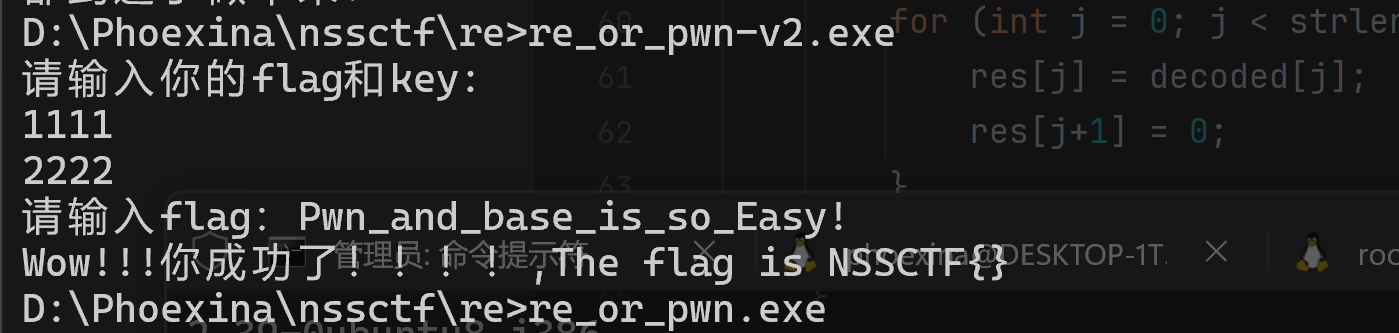 D:\Phoexina\nssctf\re>re_or_pwn-v2.exe
请输入你的flag和key:
1111
2222
请输入flag: Pwn_and_base_is_so_Easy!
Wow!!!你成功了！！！！,The flag is NSSCTF{}
D:\Phoexina\nssctf\re>re_or_pwn.exe
60 for (int j = 0; j < strlen
61 res[j] = decoded[j];
62 res[j+1] = 0;
63 }
管理员: 命令提示符
phoexina@DESKTOP-1T
roo